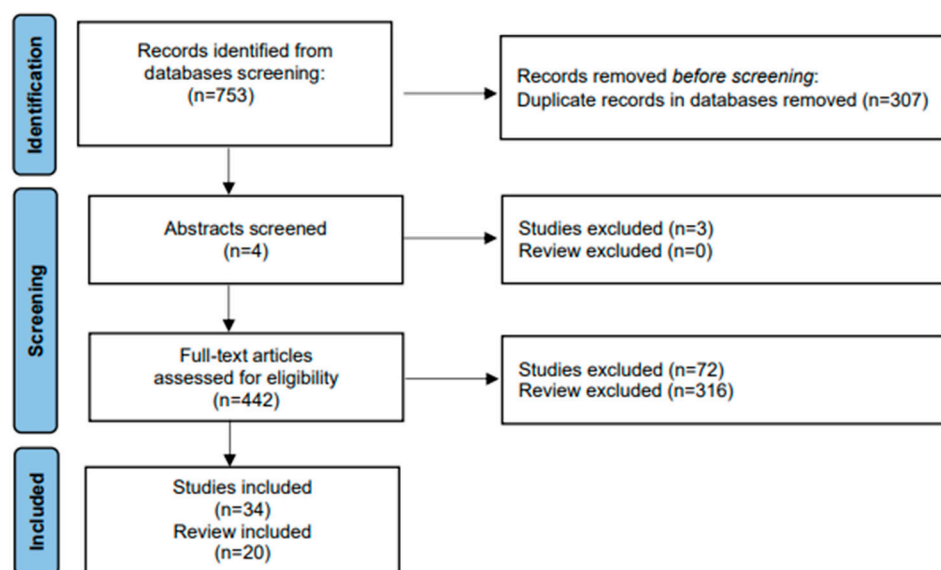 Identification
Records identified from
databases screening:
(n=753)
Records removed before screening:
Duplicate records in databases removed (n=307)
Screening
Abstracts screened
(n=4)
Studies excluded (n=3)
Review excluded (n=0)
Full-text articles
assessed for eligibility
(n=442)
Studies excluded (n=72)
Review excluded (n=316)
Included
Studies included
(n=34)
Review included
(n=20)